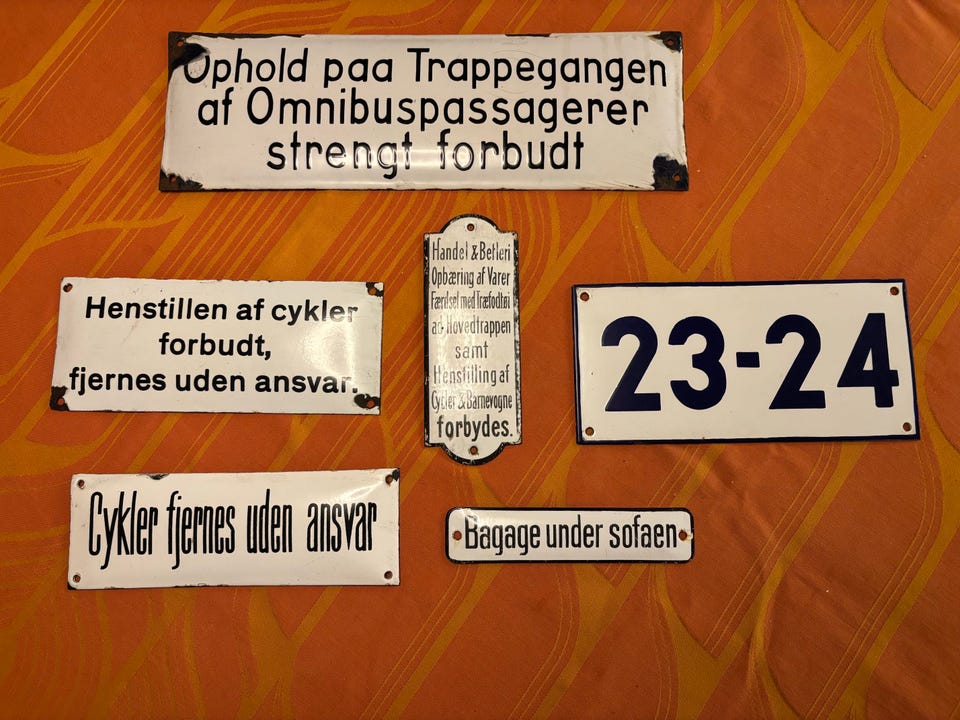 Ophold paa Trappegangen
af Omnibuspassagerer
strengt forbudt
Henstillen af cykler
forbudt,
fjernes uden ansvar.
Handel & Betleri
Opbæring af Varer
Færdsel med Træfodtøi
ad Hovedtrappen
samt
Henstilling af
Cykler & Barnevogne
forbydes.
23-24
Cykler fjernes uden ansvar
Bagage under sofaen